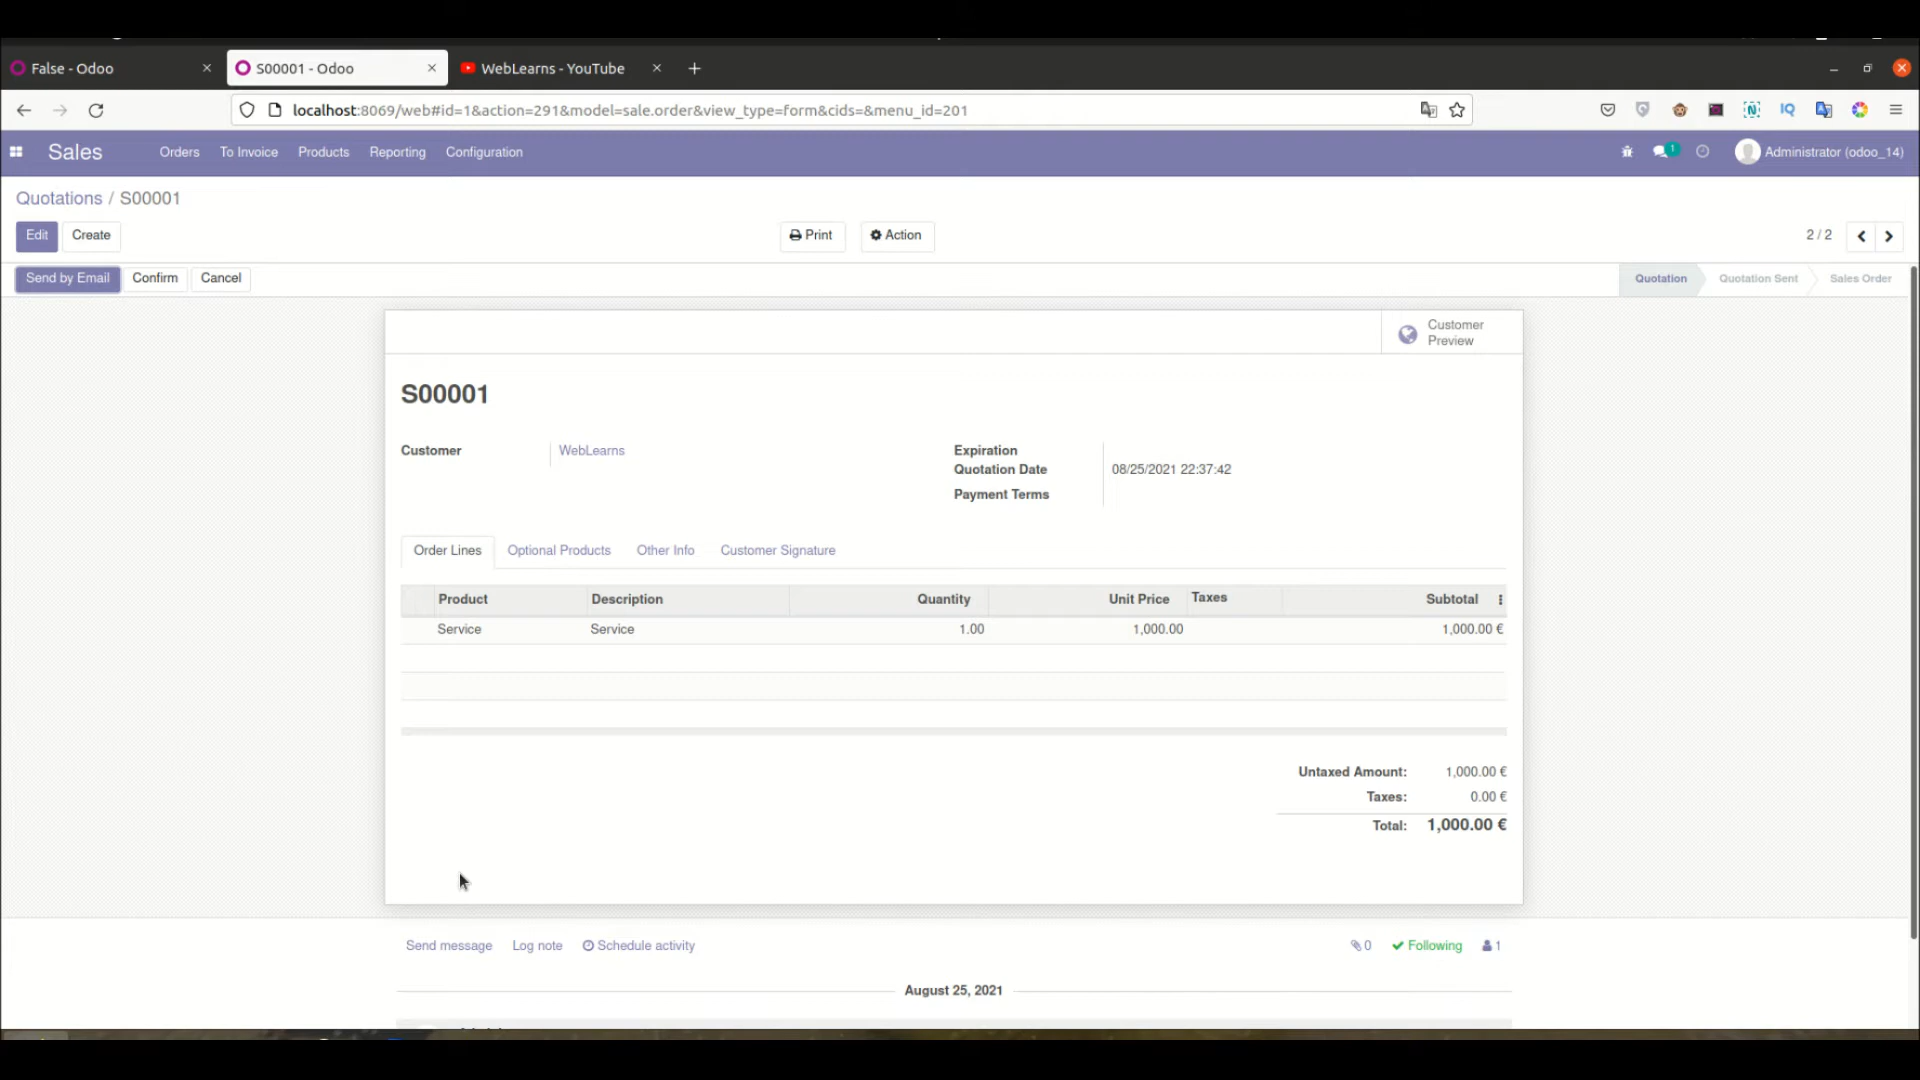 False - Odoo
S00001 - Odoo
WebLearns - YouTube
localhost:8069/web#id=1&action=291&model=sale.order&view_type=form&cids=&menu_id=201
Sales
Orders
To Invoice
Products
Reporting
Configuration
1
Administrator (odoo_14)
Quotations / S00001
Edit
Create
Print
Action
2 / 2
Send by Email
Confirm
Cancel
Quotation
Quotation Sent
Sales Order
Customer
Preview
S00001
Customer
WebLearns
Expiration
Quotation Date
08/25/2021 22:37:42
Payment Terms
Order Lines
Optional Products
Other Info
Customer Signature
Product
Description
Quantity
Unit Price
Taxes
Subtotal
Service
Service
1.00
1,000.00
1,000.00 €
Untaxed Amount:
1,000.00 €
Taxes:
0.00 €
Total:
1,000.00 €
Send message
Log note
Schedule activity
0
Following
1
August 25, 2021